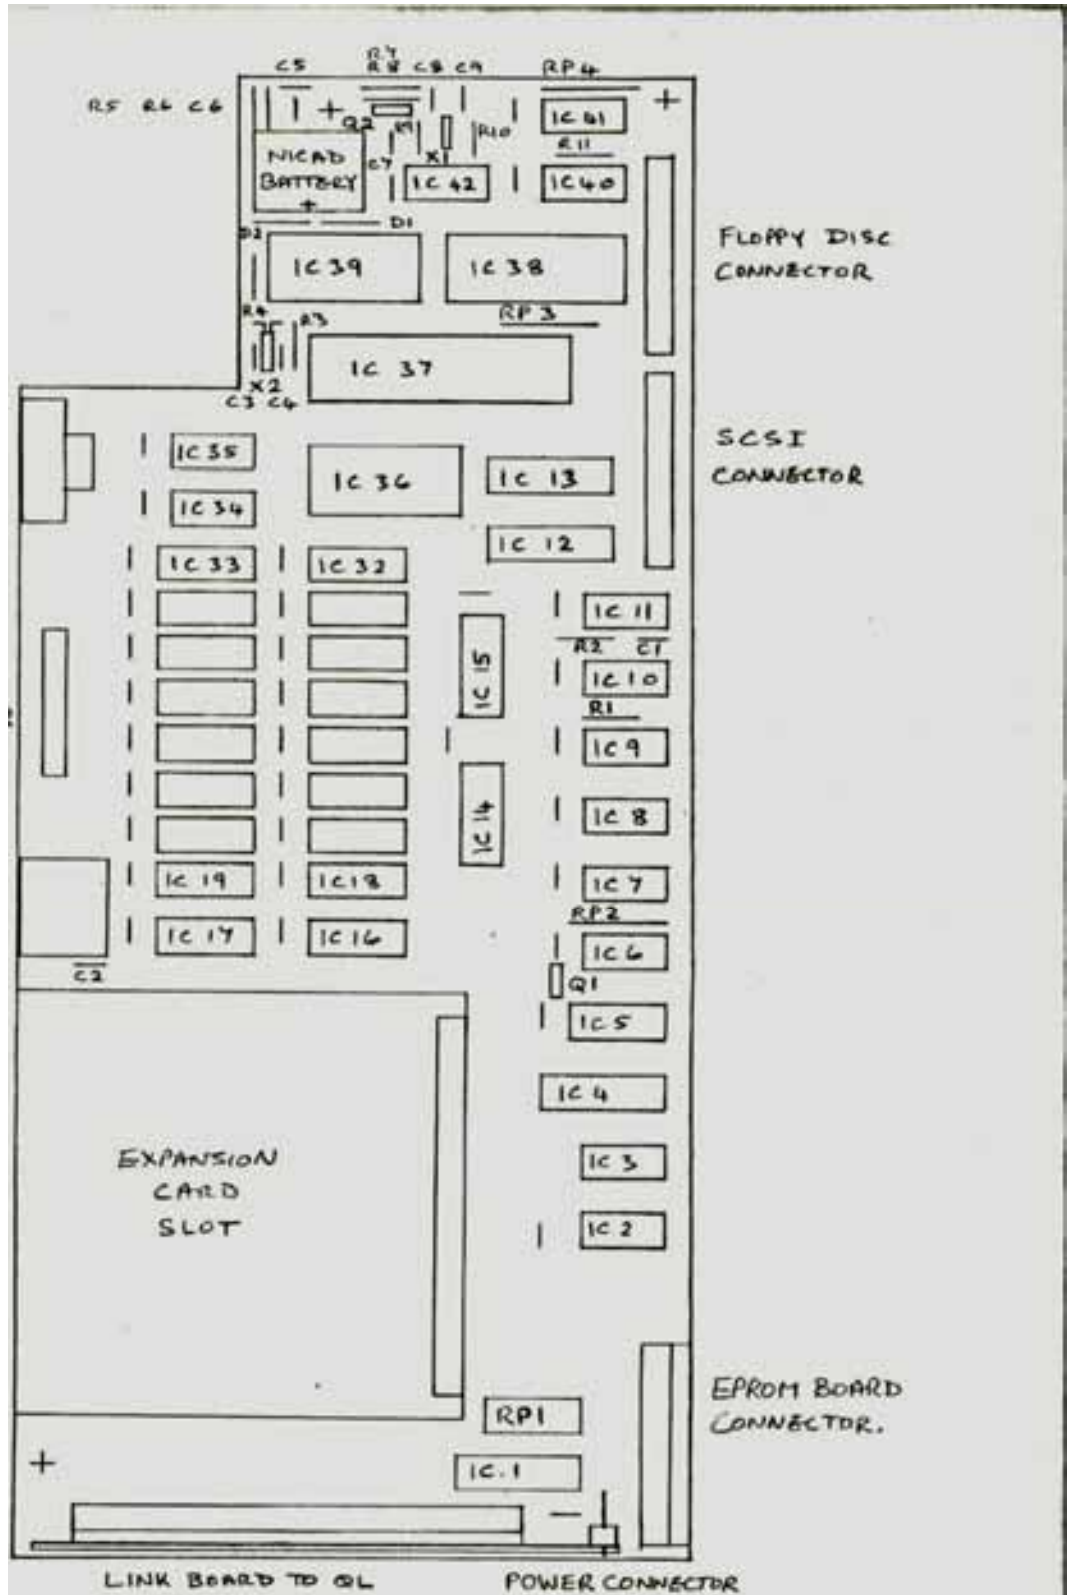 C5
R7
R8
C8
C9
RP4
R5 R6 C6
Q2
R9
R10
IC 41
R11
NICAD
BATTERY
+
C7
X1
IC 42
IC 40
D2
D1
IC 39
IC 38
FLOPPY DISC
CONNECTOR
R4
R3
RP 3
IC 37
X2
C3 C4
IC 35
IC 36
IC 13
SCSI
CONNECTOR
IC 34
IC 12
IC 33
IC 32
IC 11
R2
C1
IC 15
IC 10
R1
IC 9
IC 14
IC 8
IC 19
IC 18
IC 7
RP2
IC 17
IC 16
IC 6
C2
Q1
IC 5
IC 4
EXPANSION
CARD
SLOT
IC 3
IC 2
EPROM BOARD
CONNECTOR.
RP1
IC.1
LINK BOARD TO QL
POWER CONNECTOR